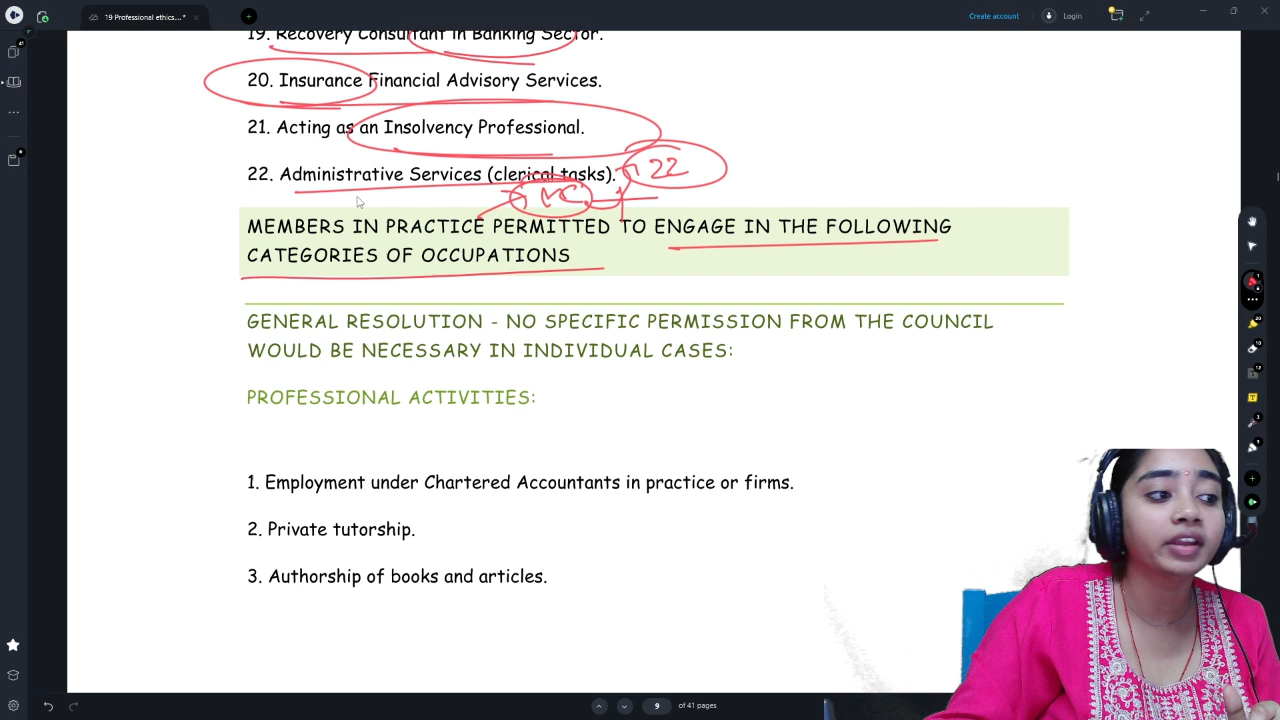 19 Professional ethics....*
Create account
Login
19. Recovery Consultant in Banking Sector.
20. Insurance Financial Advisory Services.
21. Acting as an Insolvency Professional.
22. Administrative Services (clerical tasks).
22
MEMBERS IN PRACTICE PERMITTED TO ENGAGE IN THE FOLLOWING
CATEGORIES OF OCCUPATIONS
GENERAL RESOLUTION - NO SPECIFIC PERMISSION FROM THE COUNCIL
WOULD BE NECESSARY IN INDIVIDUAL CASES:
PROFESSIONAL ACTIVITIES:
1. Employment under Chartered Accountants in practice or firms.
2. Private tutorship.
3. Authorship of books and articles.
9 of 41 pages